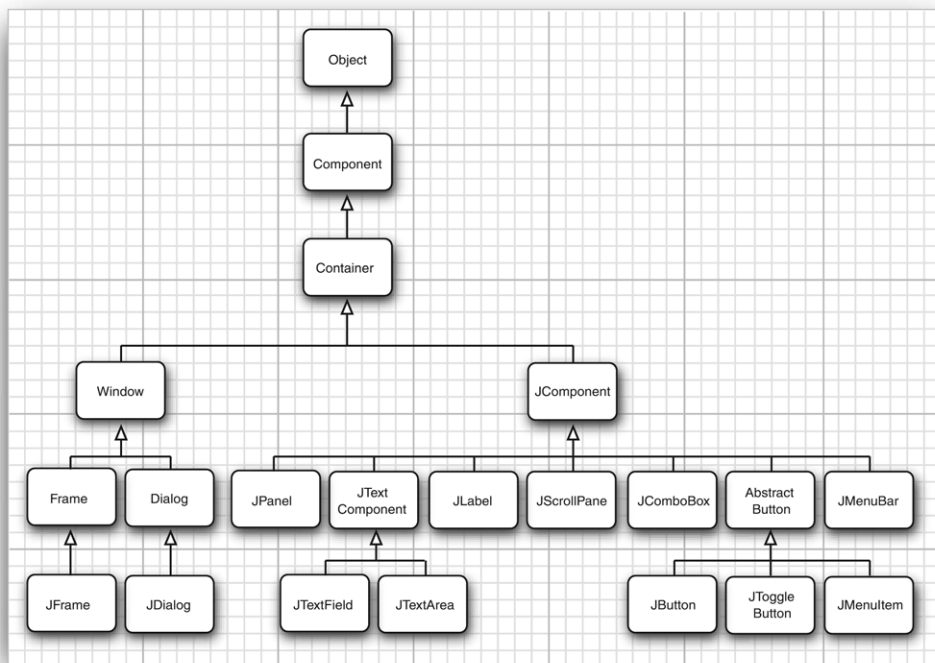 Object
Component
Container
Window
JComponent
Frame
Dialog
JPanel
JText
Component
JLabel
JScrollPane
JComboBox
Abstract
Button
JMenuBar
JFrame
JDialog
JTextField
JTextArea
JButton
JToggle
Button
JMenuItem